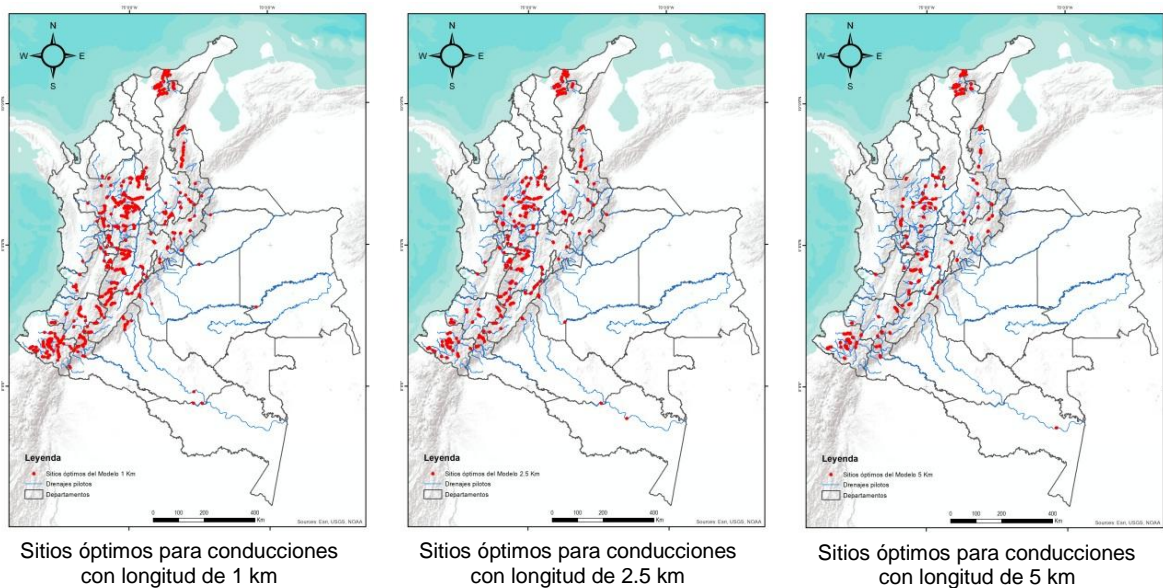 70°0'0"W
N
W
E
S
Leyenda
Sitios óptimos del Modelo 1 Km
Drenajes pilotos
Departamentos
0 100 200 400
Km
Sources: Esri, USGS, NOAA
Sitios óptimos para conducciones
con longitud de 1 km
N
W
E
S
Leyenda
Sitios óptimos del Modelo 2.5 Km
Drenajes pilotos
Departamentos
0 100 200 400
Km
Sources: Esri, USGS, NOAA
Sitios óptimos para conducciones
con longitud de 2.5 km
N
W
E
S
Leyenda
Sitios óptimos del Modelo 5 Km
Drenajes pilotos
Departamentos
0 100 200 400
Km
Sources: Esri, USGS, NOAA
Sitios óptimos para conducciones
con longitud de 5 km